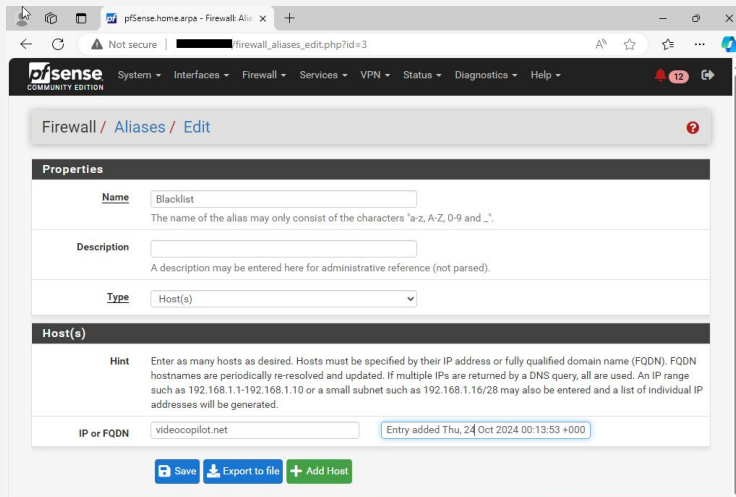 pfSense.home.arpa - Firewall: Alia
Not secure /firewall_aliases_edit.php?id=3
pfsense System Interfaces Firewall Services VPN Status Diagnostics Help 12
COMMUNITY EDITION
Firewall / Aliases / Edit
Properties
Name Blacklist
The name of the alias may only consist of the characters "a-z, A-Z, 0-9 and _".
Description
A description may be entered here for administrative reference (not parsed).
Type Host(s)
Host(s)
Hint Enter as many hosts as desired. Hosts must be specified by their IP address or fully qualified domain name (FQDN). FQDN
hostnames are periodically re-resolved and updated. If multiple IPs are returned by a DNS query, all are used. An IP range
such as 192.168.1.1-192.168.1.10 or a small subnet such as 192.168.1.16/28 may also be entered and a list of individual IP
addresses will be generated.
IP or FQDN videocopilot.net Entry added Thu, 24 Oct 2024 00:13:53 +000
Save Export to file Add Host